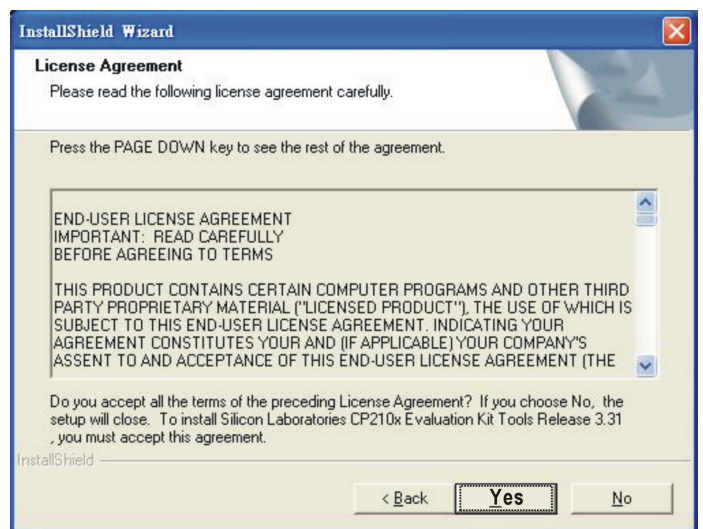 InstallShield Wizard
License Agreement
Please read the following license agreement carefully.
Press the PAGE DOWN key to see the rest of the agreement.
END-USER LICENSE AGREEMENT
IMPORTANT: READ CAREFULLY
BEFORE AGREEING TO TERMS
THIS PRODUCT CONTAINS CERTAIN COMPUTER PROGRAMS AND OTHER THIRD
PARTY PROPRIETARY MATERIAL ("LICENSED PRODUCT"), THE USE OF WHICH IS
SUBJECT TO THIS END-USER LICENSE AGREEMENT. INDICATING YOUR
AGREEMENT CONSTITUTES YOUR AND (IF APPLICABLE) YOUR COMPANY'S
ASSENT TO AND ACCEPTANCE OF THIS END-USER LICENSE AGREEMENT (THE
Do you accept all the terms of the preceding License Agreement? If you choose No, the
setup will close. To install Silicon Laboratories CP210x Evaluation Kit Tools Release 3.31
, you must accept this agreement.
InstallShield
< Back Yes No